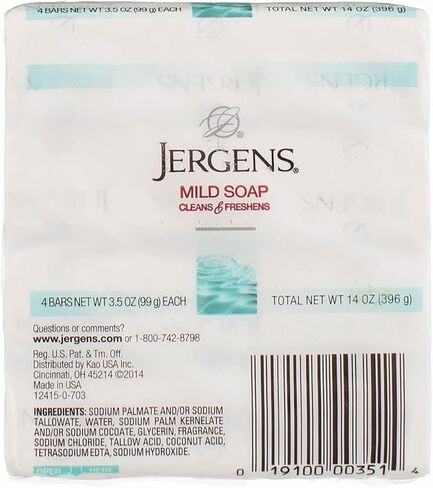 4 BARS NET WT 3.5 OZ (99 g) EACH
TOTAL NET WT 14 OZ (396 g)
JERGENS®
MILD SOAP
CLEANS & FRESHENS
4 BARS NET WT 3.5 OZ (99 g) EACH
TOTAL NET WT 14 OZ (396 g)
Questions or comments?
www.jergens.com or 1-800-742-8798
Reg. U.S. Pat. & Tm. Off.
Distributed by Kao USA Inc.
Cincinnati, OH 45214 ©2014
Made in USA
12415-0-703
INGREDIENTS: SODIUM PALMATE AND/OR SODIUM
TALLOWATE, WATER, SODIUM PALM KERNELATE
AND/OR SODIUM COCOATE, GLYCERIN, FRAGRANCE,
SODIUM CHLORIDE, TALLOW ACID, COCONUT ACID,
TETRASODIUM EDTA, SODIUM HYDROXIDE.
OPEN HERE
0 19100 00351 4